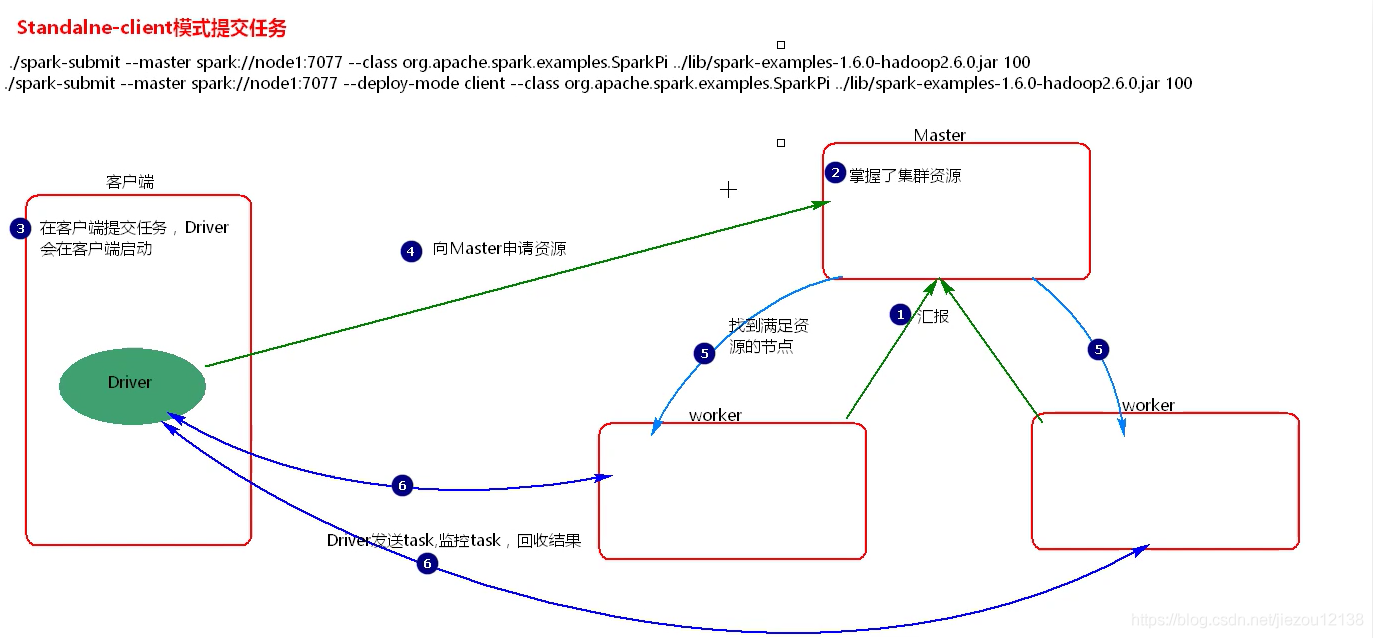 Standalne-client模式提交任务
./spark-submit --master spark://node1:7077 --class org.apache.spark.examples.SparkPi ../lib/spark-examples-1.6.0-hadoop2.6.0.jar 100
./spark-submit --master spark://node1:7077 --deploy-mode client --class org.apache.spark.examples.SparkPi ../lib/spark-examples-1.6.0-hadoop2.6.0.jar 100
Master
2 掌握了集群资源
客户端
3 在客户端提交任务，Driver
会在客户端启动
4 向Master申请资源
1 汇报
找到满足资
源的节点
5
5
Driver
worker
worker
6
Driver发送task,监控task，回收结果
6
https://blog.csdn.net/jiezou12138